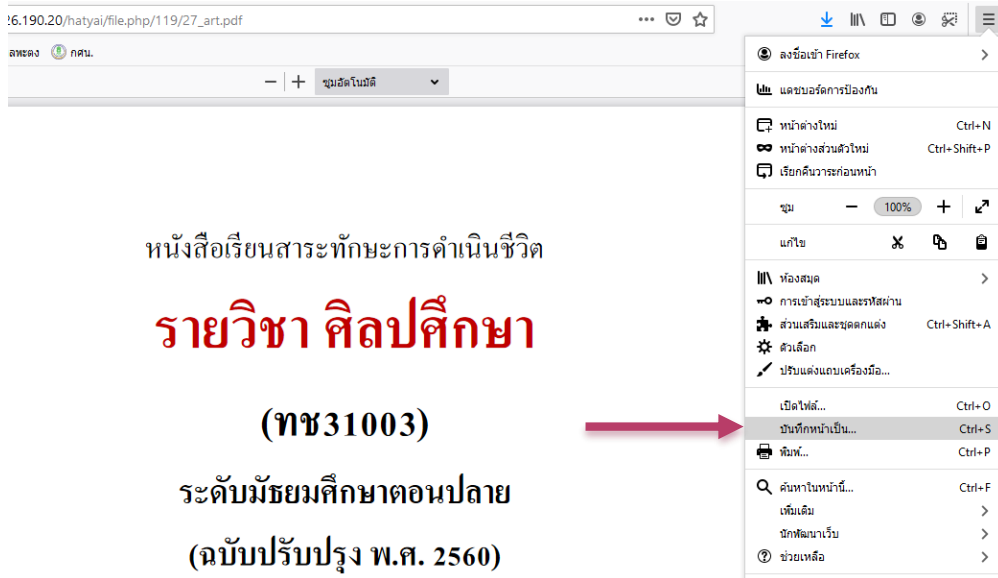 26.190.20/hatyai/file.php/119/27_art.pdf
ลพะตง กศน.
ซูมอัตโนมัติ
หนังสือเรียนสาระทักษะการดำเนินชีวิต
รายวิชา ศิลปศึกษา
(ทช31003)
ระดับมัธยมศึกษาตอนปลาย
(ฉบับปรับปรุง พ.ศ. 2560)
ลงชื่อเข้า Firefox
แดชบอร์ดการป้องกัน
หน้าต่างใหม่ Ctrl+N
หน้าต่างส่วนตัวใหม่ Ctrl+Shift+P
เรียกคืนวาระก่อนหน้า
ซูม 100%
แก้ไข
ห้องสมุด
การเข้าสู่ระบบและรหัสผ่าน
ส่วนเสริมและชุดตกแต่ง Ctrl+Shift+A
ตัวเลือก
ปรับแต่งแถบเครื่องมือ...
เปิดไฟล์... Ctrl+O
บันทึกหน้าเป็น... Ctrl+S
พิมพ์... Ctrl+P
ค้นหาในหน้านี้... Ctrl+F
เพิ่มเติม
นักพัฒนาเว็บ
ช่วยเหลือ